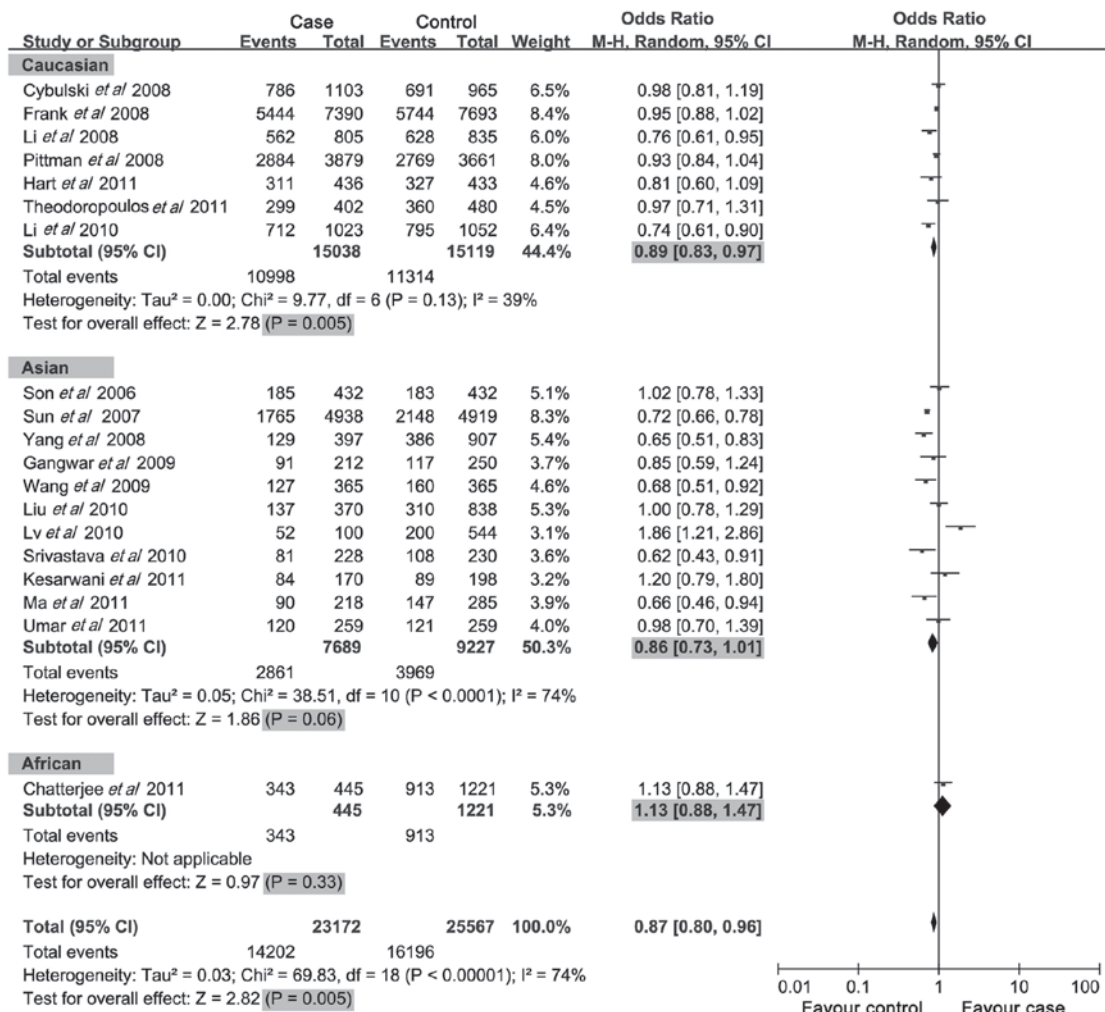 Case Control Odds Ratio Odds Ratio
Study or Subgroup Events Total Events Total Weight M-H, Random, 95% CI M-H, Random, 95% CI
Caucasian
Cybulski et al 2008 786 1103 691 965 6.5% 0.98 [0.81, 1.19]
Frank et al 2008 5444 7390 5744 7693 8.4% 0.95 [0.88, 1.02]
Li et al 2008 562 805 628 835 6.0% 0.76 [0.61, 0.95]
Pittman et al 2008 2884 3879 2769 3661 8.0% 0.93 [0.84, 1.04]
Hart et al 2011 311 436 327 433 4.6% 0.81 [0.60, 1.09]
Theodoropoulos et al 2011 299 402 360 480 4.5% 0.97 [0.71, 1.31]
Li et al 2010 712 1023 795 1052 6.4% 0.74 [0.61, 0.90]
Subtotal (95% CI) 15038 15119 44.4% 0.89 [0.83, 0.97]
Total events 10998 11314
Heterogeneity: Tau² = 0.00; Chi² = 9.77, df = 6 (P = 0.13); I² = 39%
Test for overall effect: Z = 2.78 (P = 0.005)
Asian
Son et al 2006 185 432 183 432 5.1% 1.02 [0.78, 1.33]
Sun et al 2007 1765 4938 2148 4919 8.3% 0.72 [0.66, 0.78]
Yang et al 2008 129 397 386 907 5.4% 0.65 [0.51, 0.83]
Gangwar et al 2009 91 212 117 250 3.7% 0.85 [0.59, 1.24]
Wang et al 2009 127 365 160 365 4.6% 0.68 [0.51, 0.92]
Liu et al 2010 137 370 310 838 5.3% 1.00 [0.78, 1.29]
Lv et al 2010 52 100 200 544 3.1% 1.86 [1.21, 2.86]
Srivastava et al 2010 81 228 108 230 3.6% 0.62 [0.43, 0.91]
Kesarwani et al 2011 84 170 89 198 3.2% 1.20 [0.79, 1.80]
Ma et al 2011 90 218 147 285 3.9% 0.66 [0.46, 0.94]
Umar et al 2011 120 259 121 259 4.0% 0.98 [0.70, 1.39]
Subtotal (95% CI) 7689 9227 50.3% 0.86 [0.73, 1.01]
Total events 2861 3969
Heterogeneity: Tau² = 0.05; Chi² = 38.51, df = 10 (P < 0.0001); I² = 74%
Test for overall effect: Z = 1.86 (P = 0.06)
African
Chatterjee et al 2011 343 445 913 1221 5.3% 1.13 [0.88, 1.47]
Subtotal (95% CI) 445 1221 5.3% 1.13 [0.88, 1.47]
Total events 343 913
Heterogeneity: Not applicable
Test for overall effect: Z = 0.97 (P = 0.33)
Total (95% CI) 23172 25567 100.0% 0.87 [0.80, 0.96]
Total events 14202 16196
Heterogeneity: Tau² = 0.03; Chi² = 69.83, df = 18 (P < 0.00001); I² = 74%
Test for overall effect: Z = 2.82 (P = 0.005)
0.01 0.1 1 10 100
Favour control Favour case